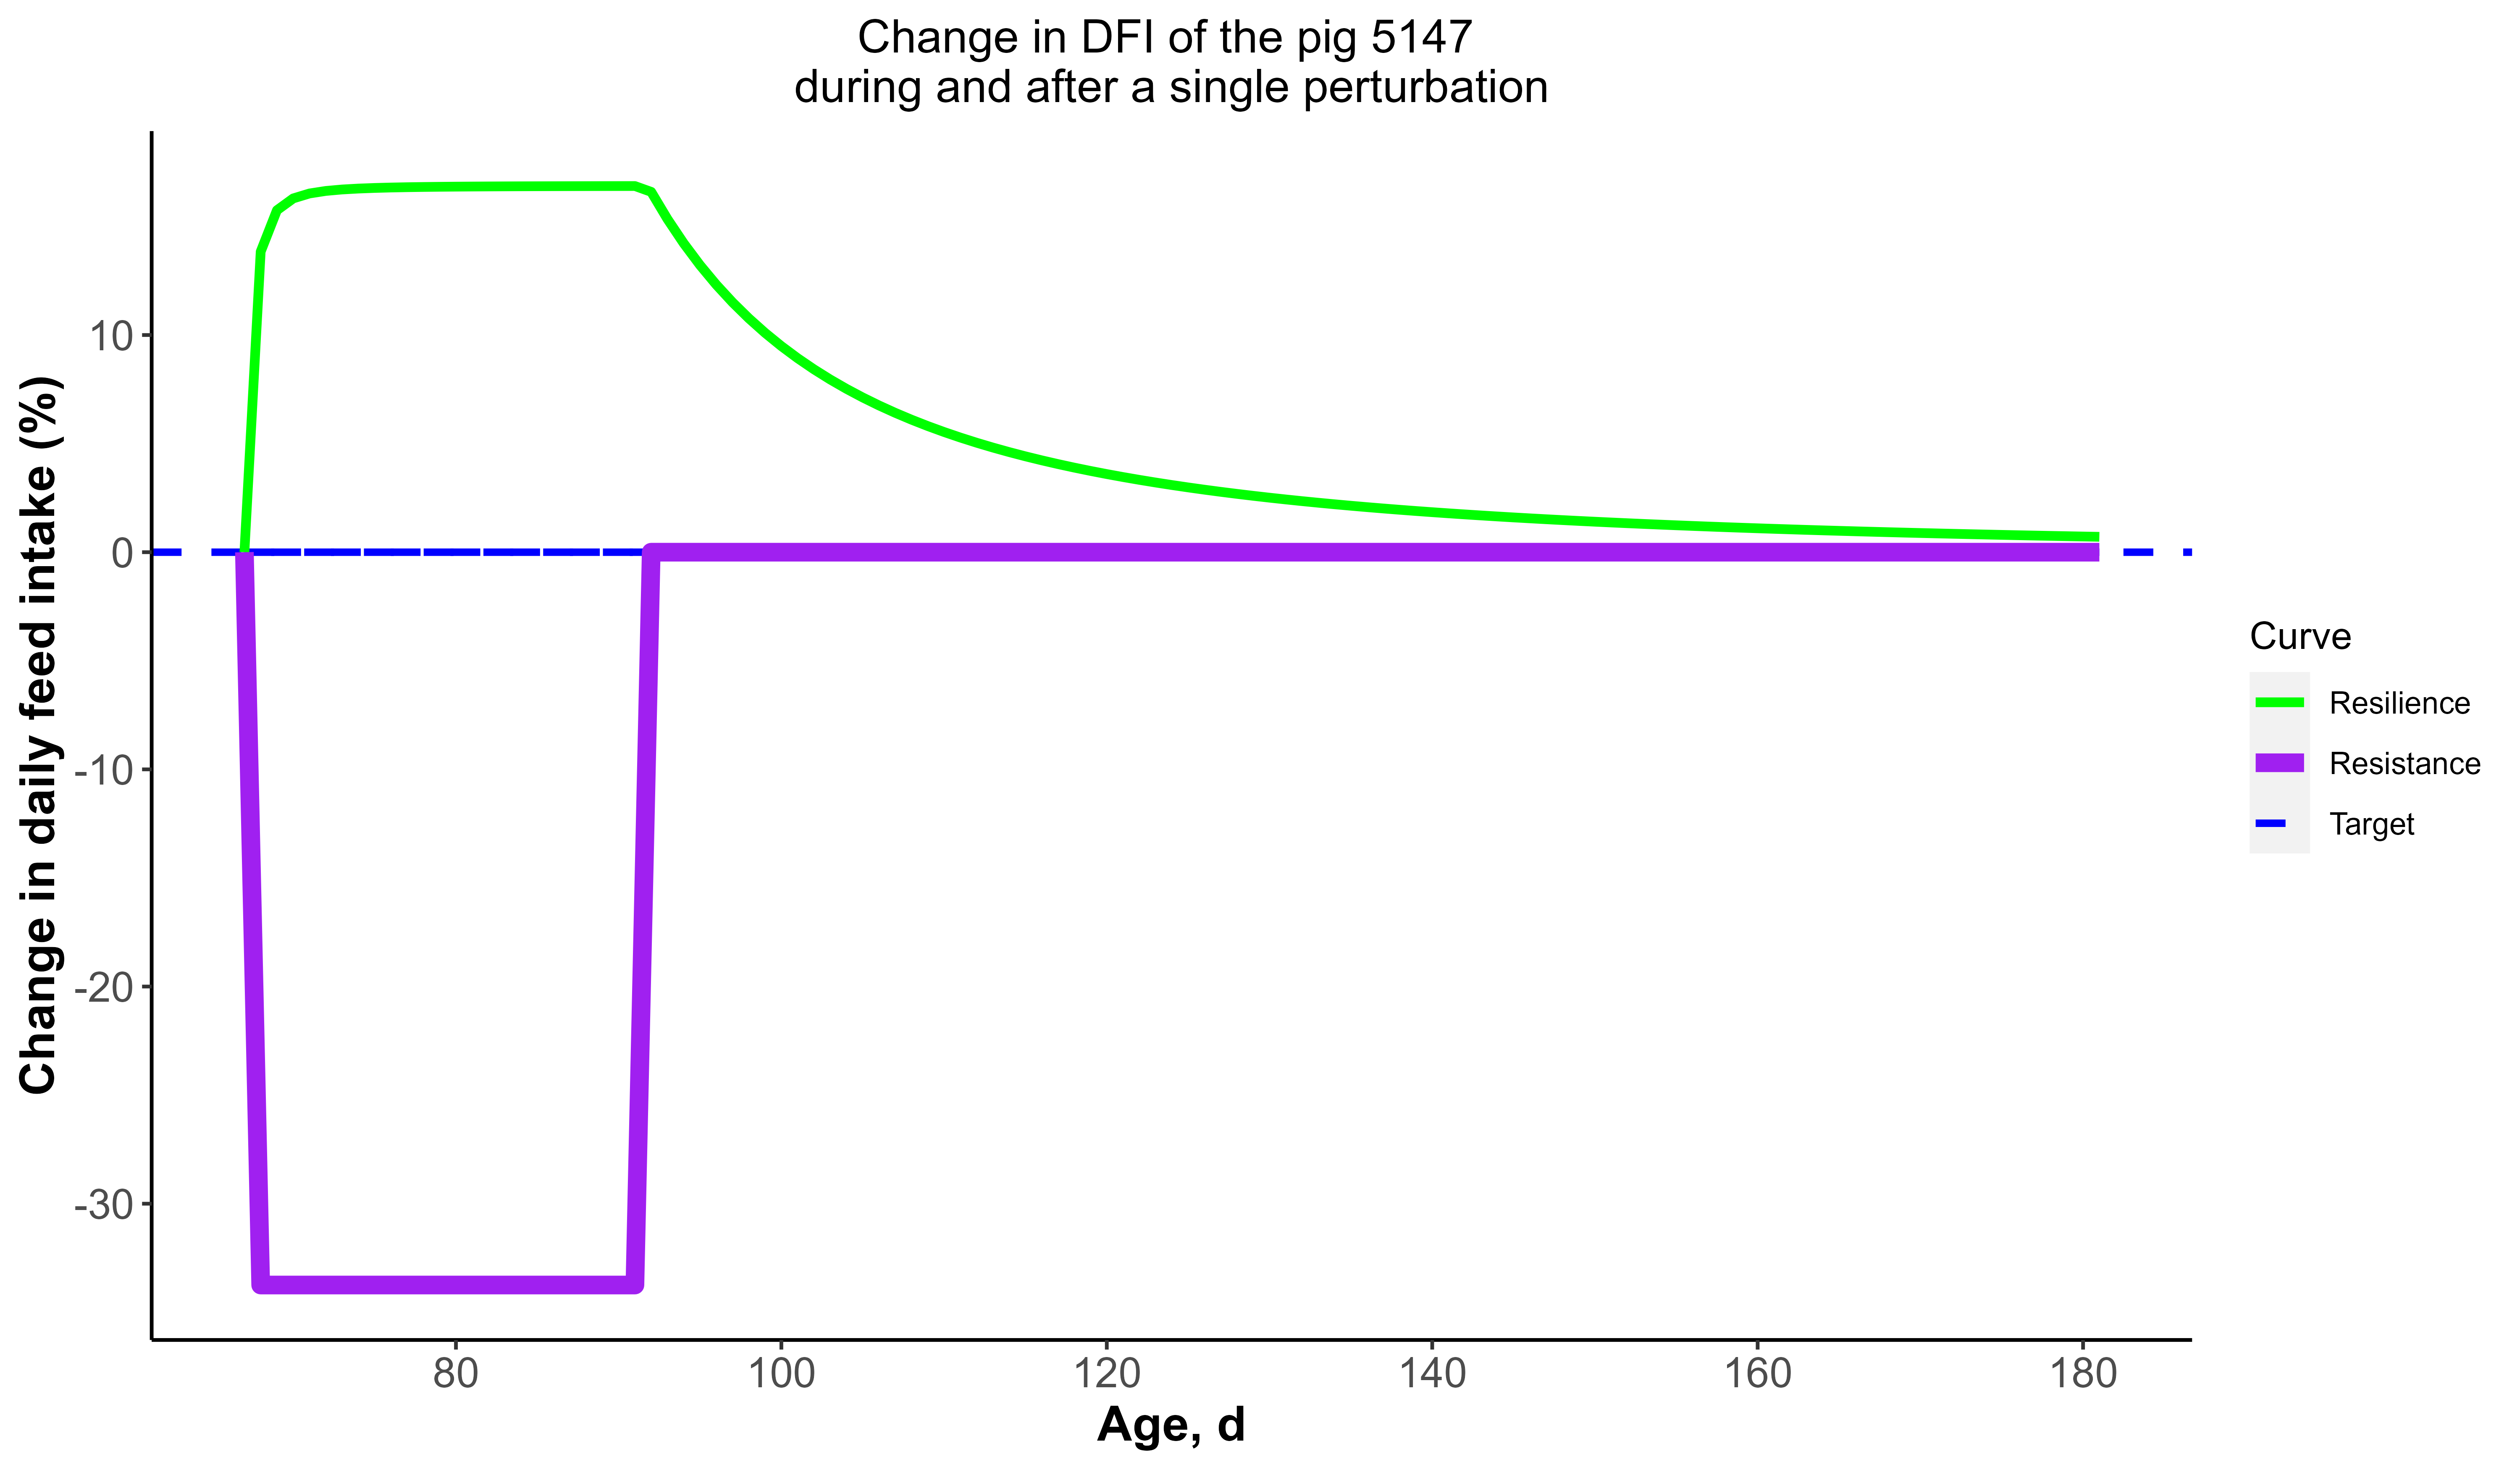 Change in DFI of the pig 5147
during and after a single perturbation
Change in daily feed intake (%)
10
0
-10
-20
-30
80 100 120 140 160 180
Age, d
Curve
Resilience
Resistance
Target